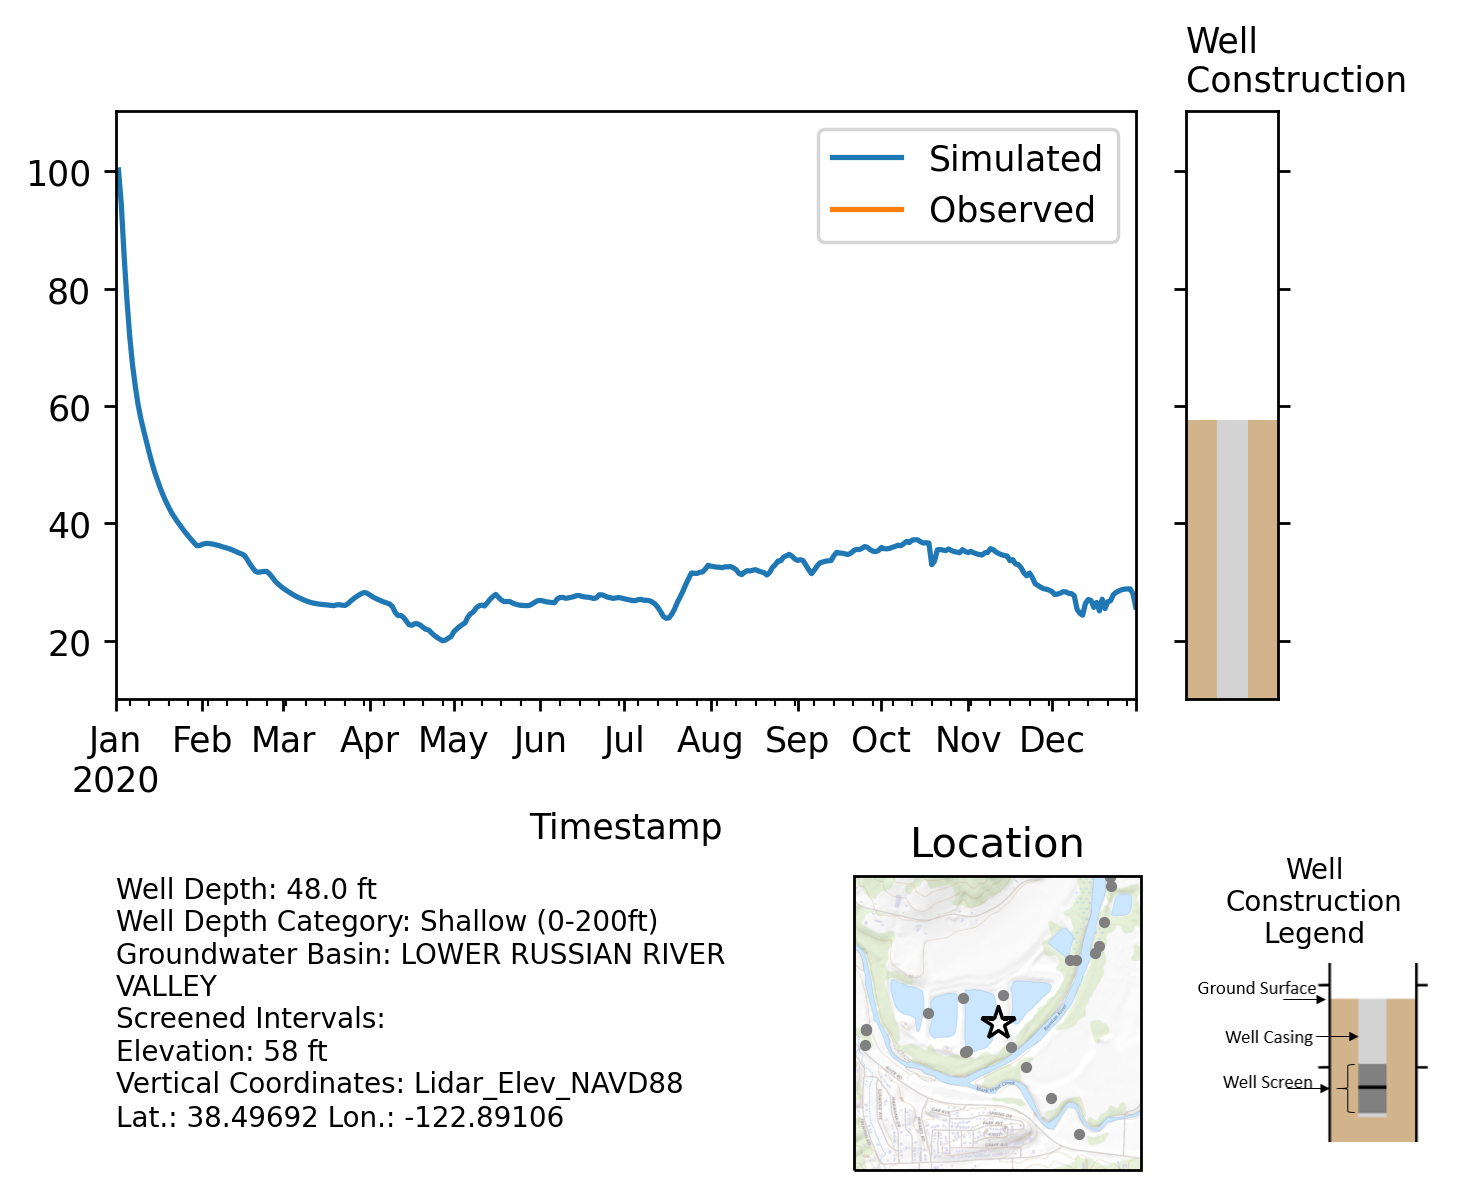 Well
Construction
Simulated
Observed
100
80
60
40
20
Jan Feb Mar Apr May Jun Jul Aug Sep Oct Nov Dec
2020
Timestamp
Well Depth: 48.0 ft
Well Depth Category: Shallow (0-200ft)
Groundwater Basin: LOWER RUSSIAN RIVER
VALLEY
Screened Intervals:
Elevation: 58 ft
Vertical Coordinates: Lidar_Elev_NAVD88
Lat.: 38.49692 Lon.: -122.89106
Location
Well
Construction
Legend
Ground Surface
Well Casing
Well Screen